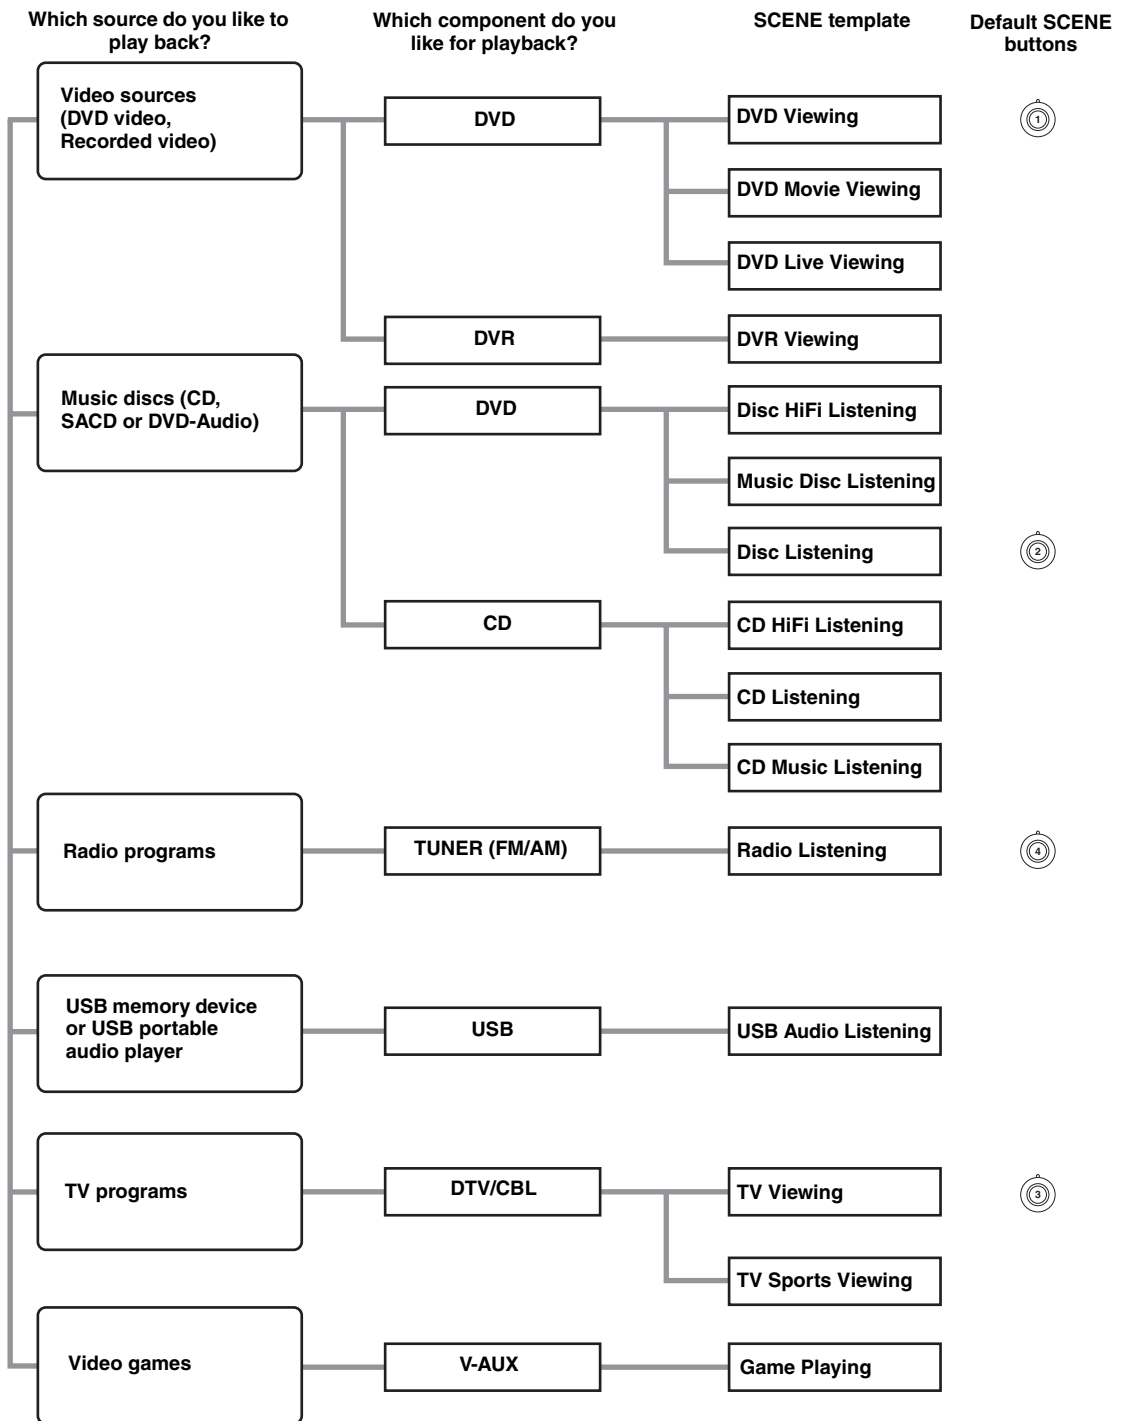 Which source do you like to
play back?
Which component do you
like for playback?
SCENE template
Default SCENE
buttons
Video sources
(DVD video,
Recorded video)
DVD
DVD Viewing
1
DVD Movie Viewing
DVD Live Viewing
DVR
DVR Viewing
Music discs (CD,
SACD or DVD-Audio)
DVD
Disc HiFi Listening
Music Disc Listening
Disc Listening
2
CD
CD HiFi Listening
CD Listening
CD Music Listening
Radio programs
TUNER (FM/AM)
Radio Listening
4
USB memory device
or USB portable
audio player
USB
USB Audio Listening
TV programs
DTV/CBL
TV Viewing
3
TV Sports Viewing
Video games
V-AUX
Game Playing